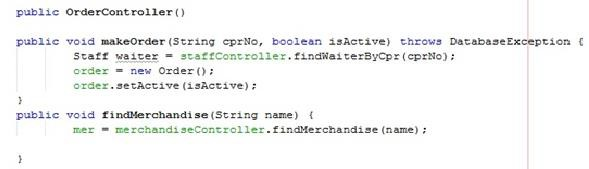 public OrderController()
public void makeOrder(String cprNo, boolean isActive) throws DatabaseException {
Staff waiter = staffController.findWaiterByCpr(cprNo);
order = new Order();
order.setActive(isActive);
}
public void findMerchandise(String name) {
mer = merchandiseController.findMerchandise(name);
}